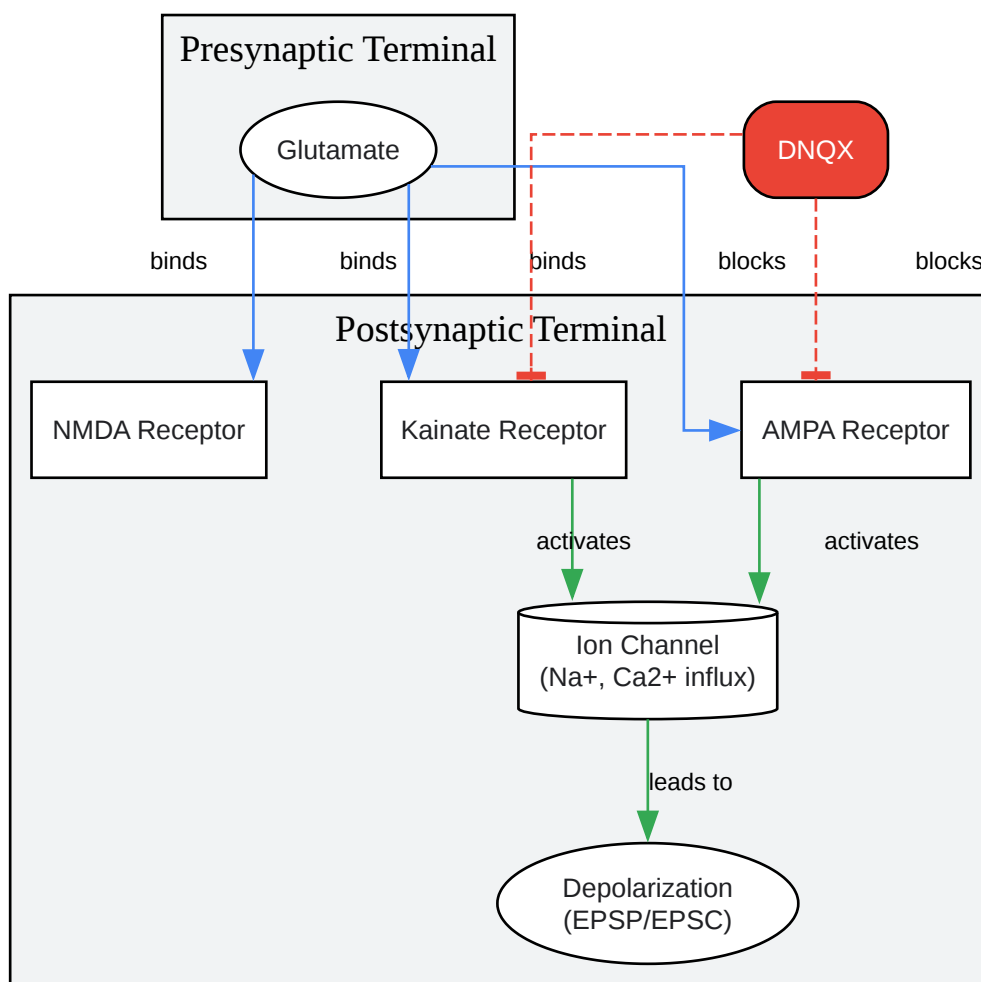 Presynaptic Terminal
Glutamate
DNQX
binds
binds
binds
blocks
blocks
Postsynaptic Terminal
NMDA Receptor
Kainate Receptor
AMPA Receptor
activates
activates
Ion Channel
(Na+, Ca2+ influx)
leads to
Depolarization
(EPSP/EPSC)